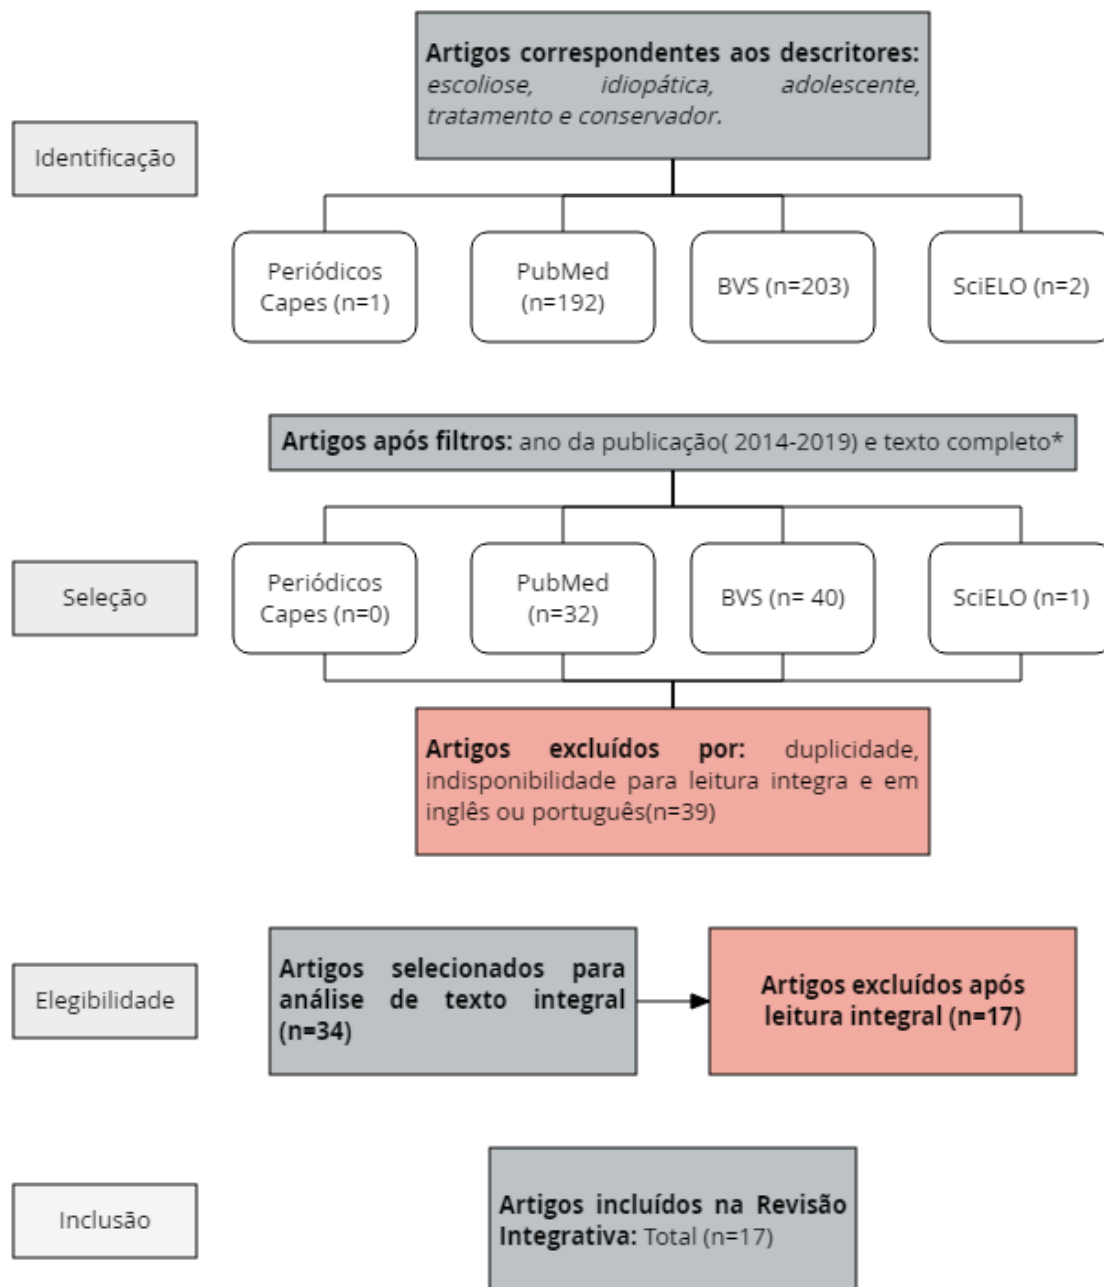 Artigos correspondentes aos descritores:
escoliose, idiopática, adolescente,
tratamento e conservador.
Identificação
Periódicos
Capes (n=1)
PubMed
(n=192)
BVS (n=203)
SciELO (n=2)
Artigos após filtros: ano da publicação( 2014-2019) e texto completo*
Seleção
Periódicos
Capes (n=0)
PubMed
(n=32)
BVS (n= 40)
SciELO (n=1)
Artigos excluídos por: duplicidade,
indisponibilidade para leitura integra e em
inglês ou português(n=39)
Elegibilidade
Artigos selecionados para
análise de texto integral
(n=34)
Artigos excluídos após
leitura integral (n=17)
Inclusão
Artigos incluídos na Revisão
Integrativa: Total (n=17)